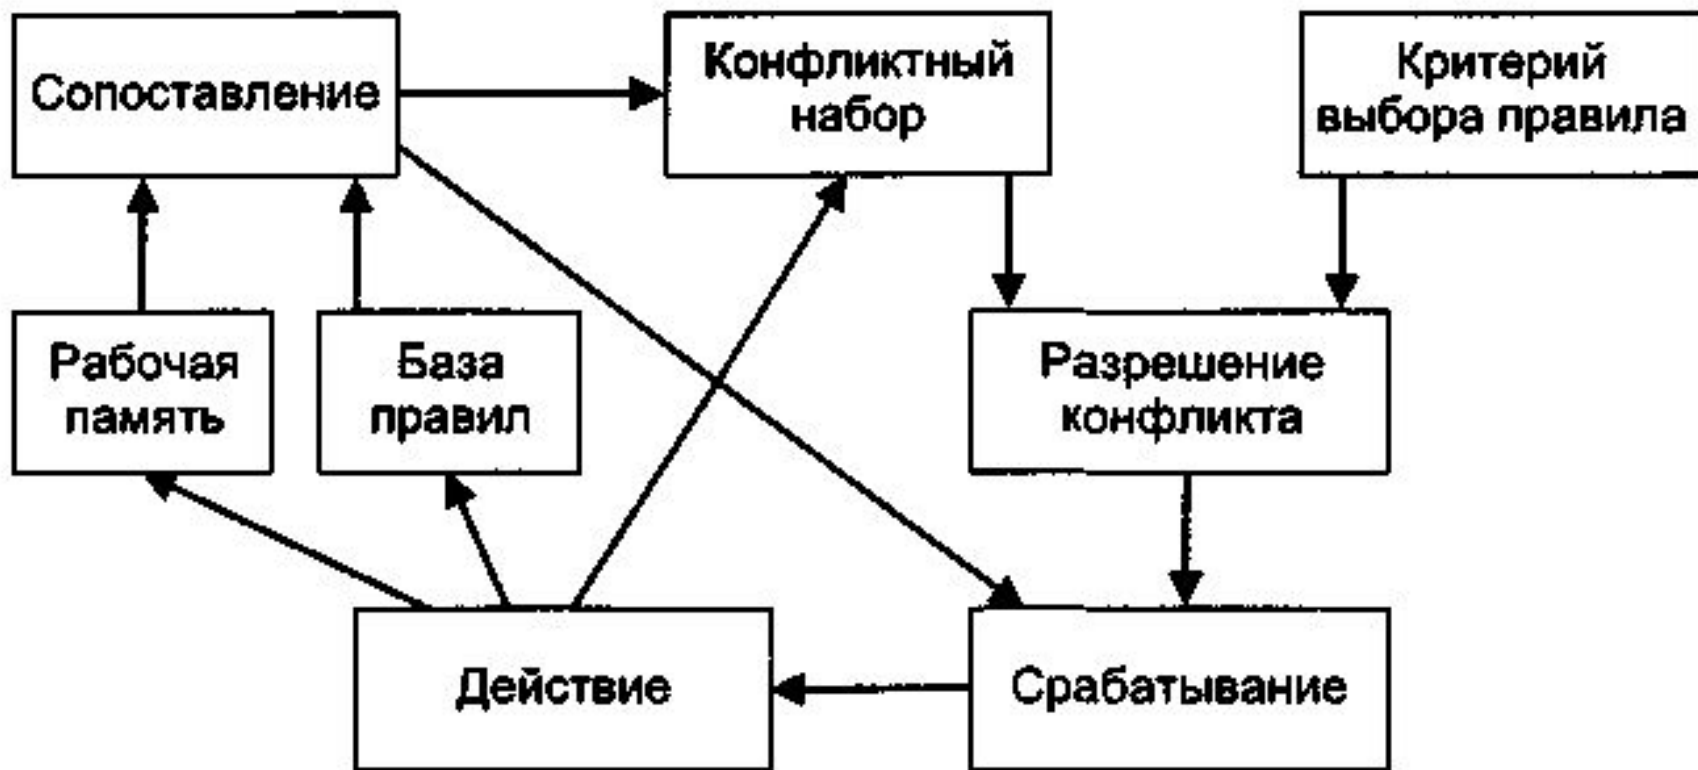 Сопоставление
Конфликтный
набор
Критерий
выбора правила
Рабочая
память
База
правил
Разрешение
конфликта
Действие
Срабатывание